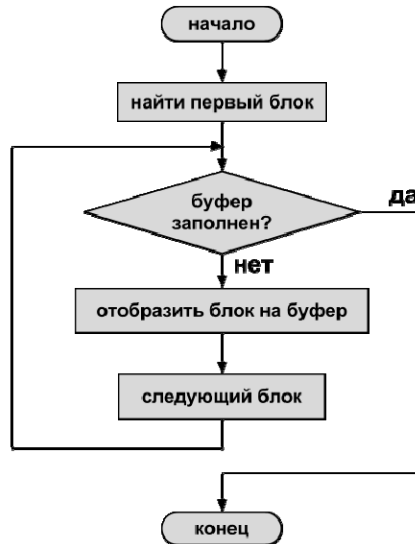 начало
найти первый блок
буфер
заполнен?
да
нет
отобразить блок на буфер
следующий блок
конец